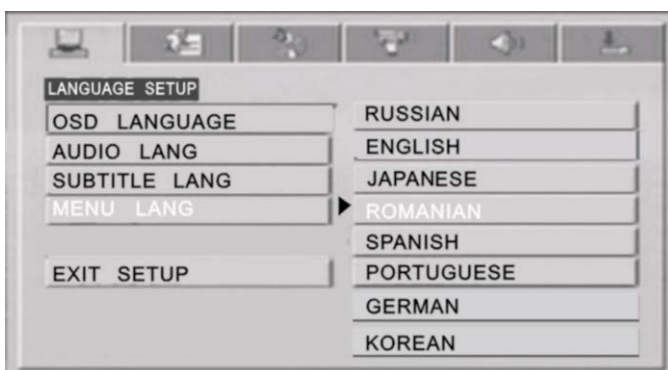 LANGUAGE SETUP
OSD LANGUAGE
AUDIO LANG
SUBTITLE LANG
MENU LANG
EXIT SETUP
RUSSIAN
ENGLISH
JAPANESE
ROMANIAN
SPANISH
PORTUGUESE
GERMAN
KOREAN